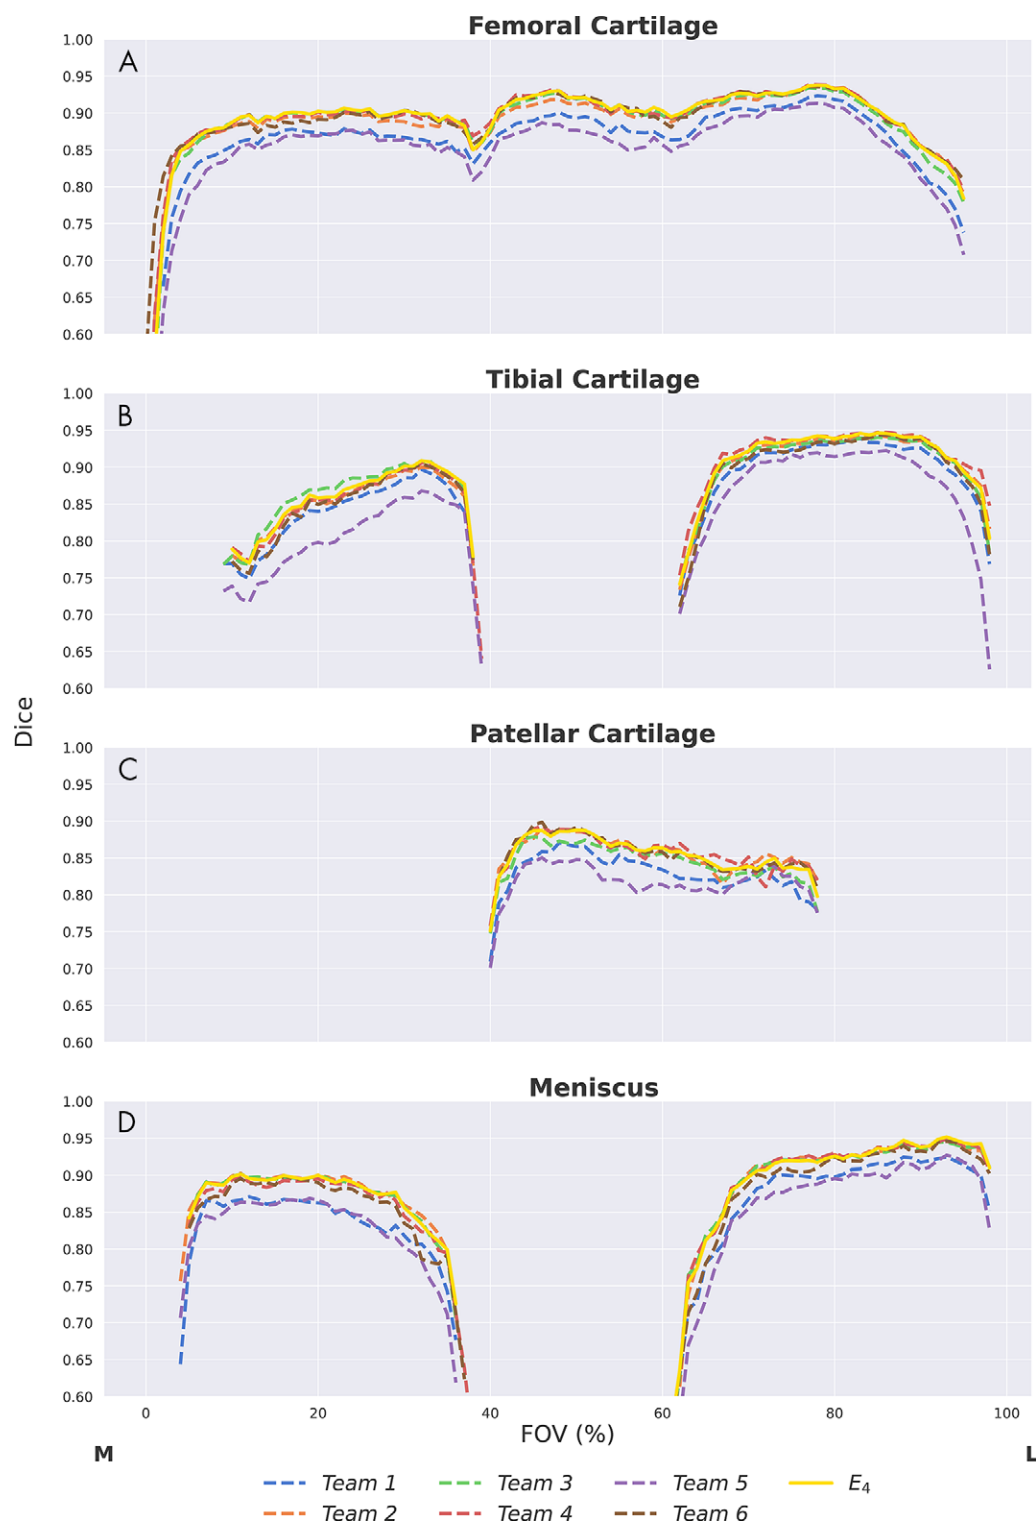 Femoral Cartilage
A
1.00
0.95
0.90
0.85
0.80
0.75
0.70
0.65
0.60
Tibial Cartilage
B
1.00
0.95
0.90
0.85
0.80
0.75
0.70
0.65
0.60
Dice
Patellar Cartilage
C
1.00
0.95
0.90
0.85
0.80
0.75
0.70
0.65
0.60
Meniscus
D
1.00
0.95
0.90
0.85
0.80
0.75
0.70
0.65
0.60
0 20 40 60 80 100
FOV (%)
M L
Team 1 Team 3 Team 5 E₄
Team 2 Team 4 Team 6